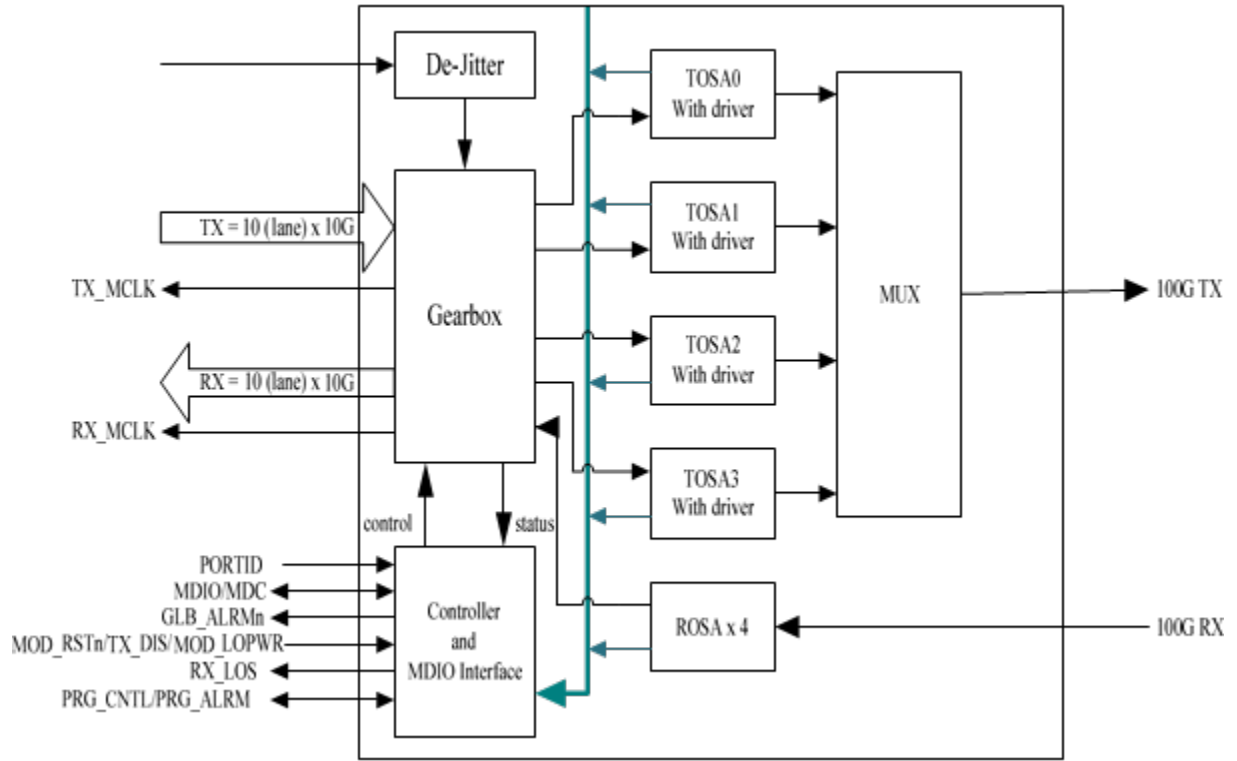 De-Jitter
TOSA0
With driver
TX = 10 (lane) x 10G
TOSA1
With driver
TX_MCLK
Gearbox
MUX
100G TX
TOSA2
With driver
RX = 10 (lane) x 10G
RX_MCLK
TOSA3
With driver
control
status
PORTID
MDIO/MDC
GLB_ALRMn
MOD_RSTn/TX_DIS/MOD_LOPWR
RX_LOS
PRG_CNTL/PRG_ALRM
Controller
and
MDIO Interface
ROSA x 4
100G RX